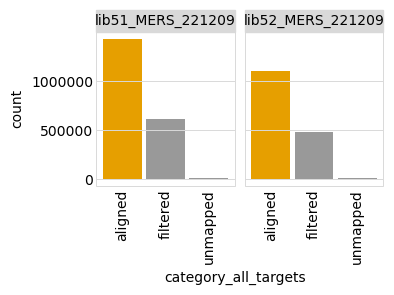 lib51_MERS_221209 lib52_MERS_221209
count
1000000
500000
0
aligned filtered unmapped aligned filtered unmapped
category_all_targets